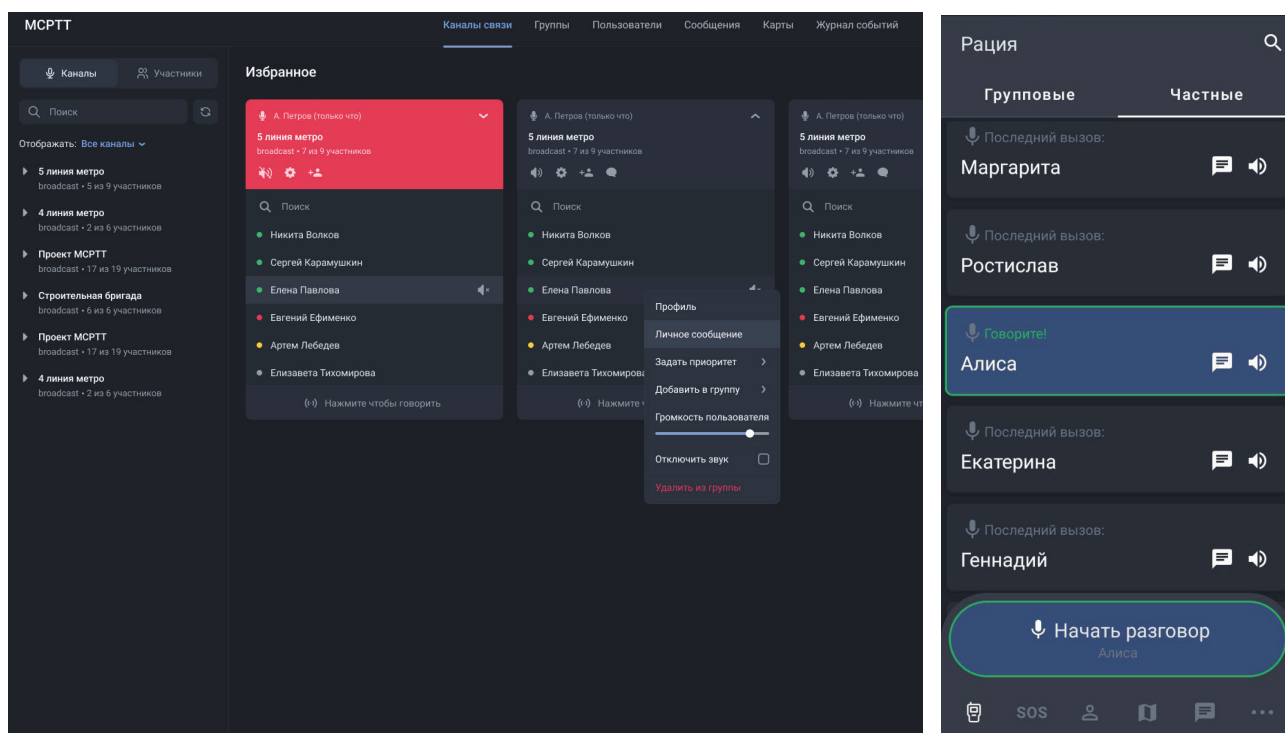 МСРТТ
Каналы связи Группы Пользователи Сообщения Карты Журнал событий
Каналы Участники
Поиск
Отображать: Все каналы
5 линия метро
broadcast • 5 из 9 участников
4 линия метро
broadcast • 2 из 6 участников
Проект МСРТТ
broadcast • 17 из 19 участников
Строительная бригада
broadcast • 6 из 6 участников
Проект МСРТТ
broadcast • 17 из 19 участников
4 линия метро
broadcast • 2 из 6 участников
Избранное
А. Петров (только что)
5 линия метро
broadcast • 7 из 9 участников
Поиск
Никита Волков
Сергей Карамушкин
Елена Павлова
Евгений Ефименко
Артем Лебедев
Елизавета Тихомирова
Нажмите чтобы говорить
А. Петров (только что)
5 линия метро
broadcast • 7 из 9 участников
Поиск
Никита Волков
Сергей Карамушкин
Елена Павлова
Евгений Ефименко
Артем Лебедев
Елизавета Тихомирова
Нажмите
Профиль
Личное сообщение
Задать приоритет
Добавить в группу
Громкость пользователя
Отключить звук
Удалить из группы
А. Петров (только что)
5 линия метро
broadcast • 7 из 9 участников
Поиск
Никита Волков
Сергей Карамушкин
Елена Павлова
Евгений Ефименко
Артем Лебедев
Елизавета Тихомирова
Нажмите чт
Рация
Групповые Частные
Последний вызов:
Маргарита
Последний вызов:
Ростислав
Говорите!
Алиса
Последний вызов:
Екатерина
Последний вызов:
Геннадий
Начать разговор
Алиса
SOS